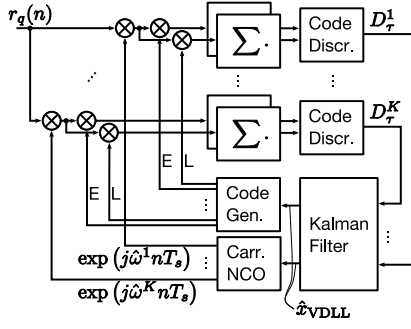 r_q(n)
Σ·
Code
Discr.
D_τ^1
Σ·
Code
Discr.
D_τ^K
E L
E L
Code
Gen.
Kalman
Filter
Carr.
NCO
exp (jω̂^1 nT_s)
exp (jω̂^K nT_s)
x̂_VDLL